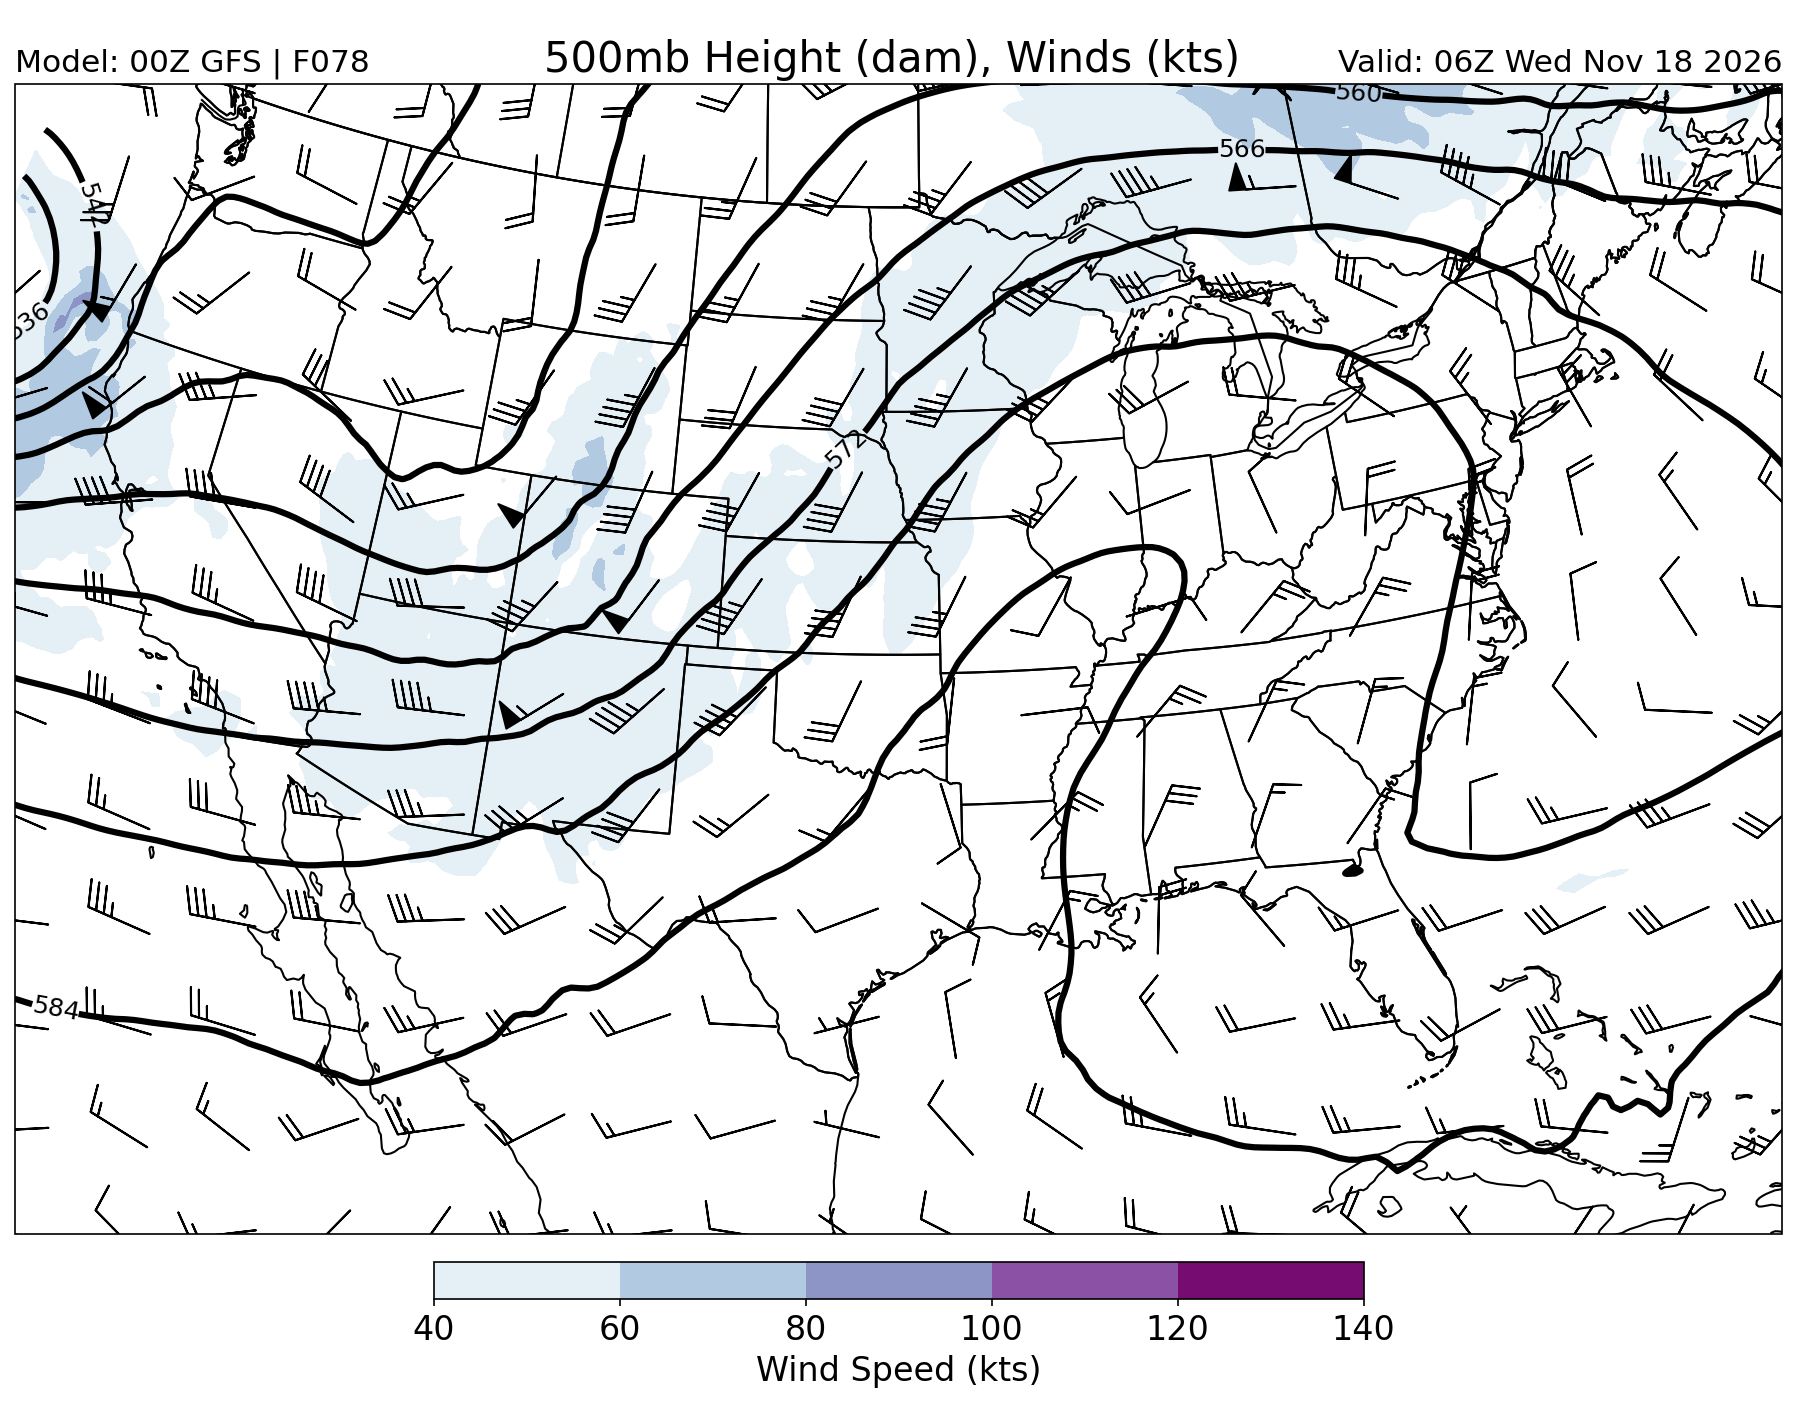 Model: 00Z GFS | F078
500mb Height (dam), Winds (kts)
Valid: 06Z Wed Nov 18 2026
560
566
542
536
572
584
40 60 80 100 120 140
Wind Speed (kts)